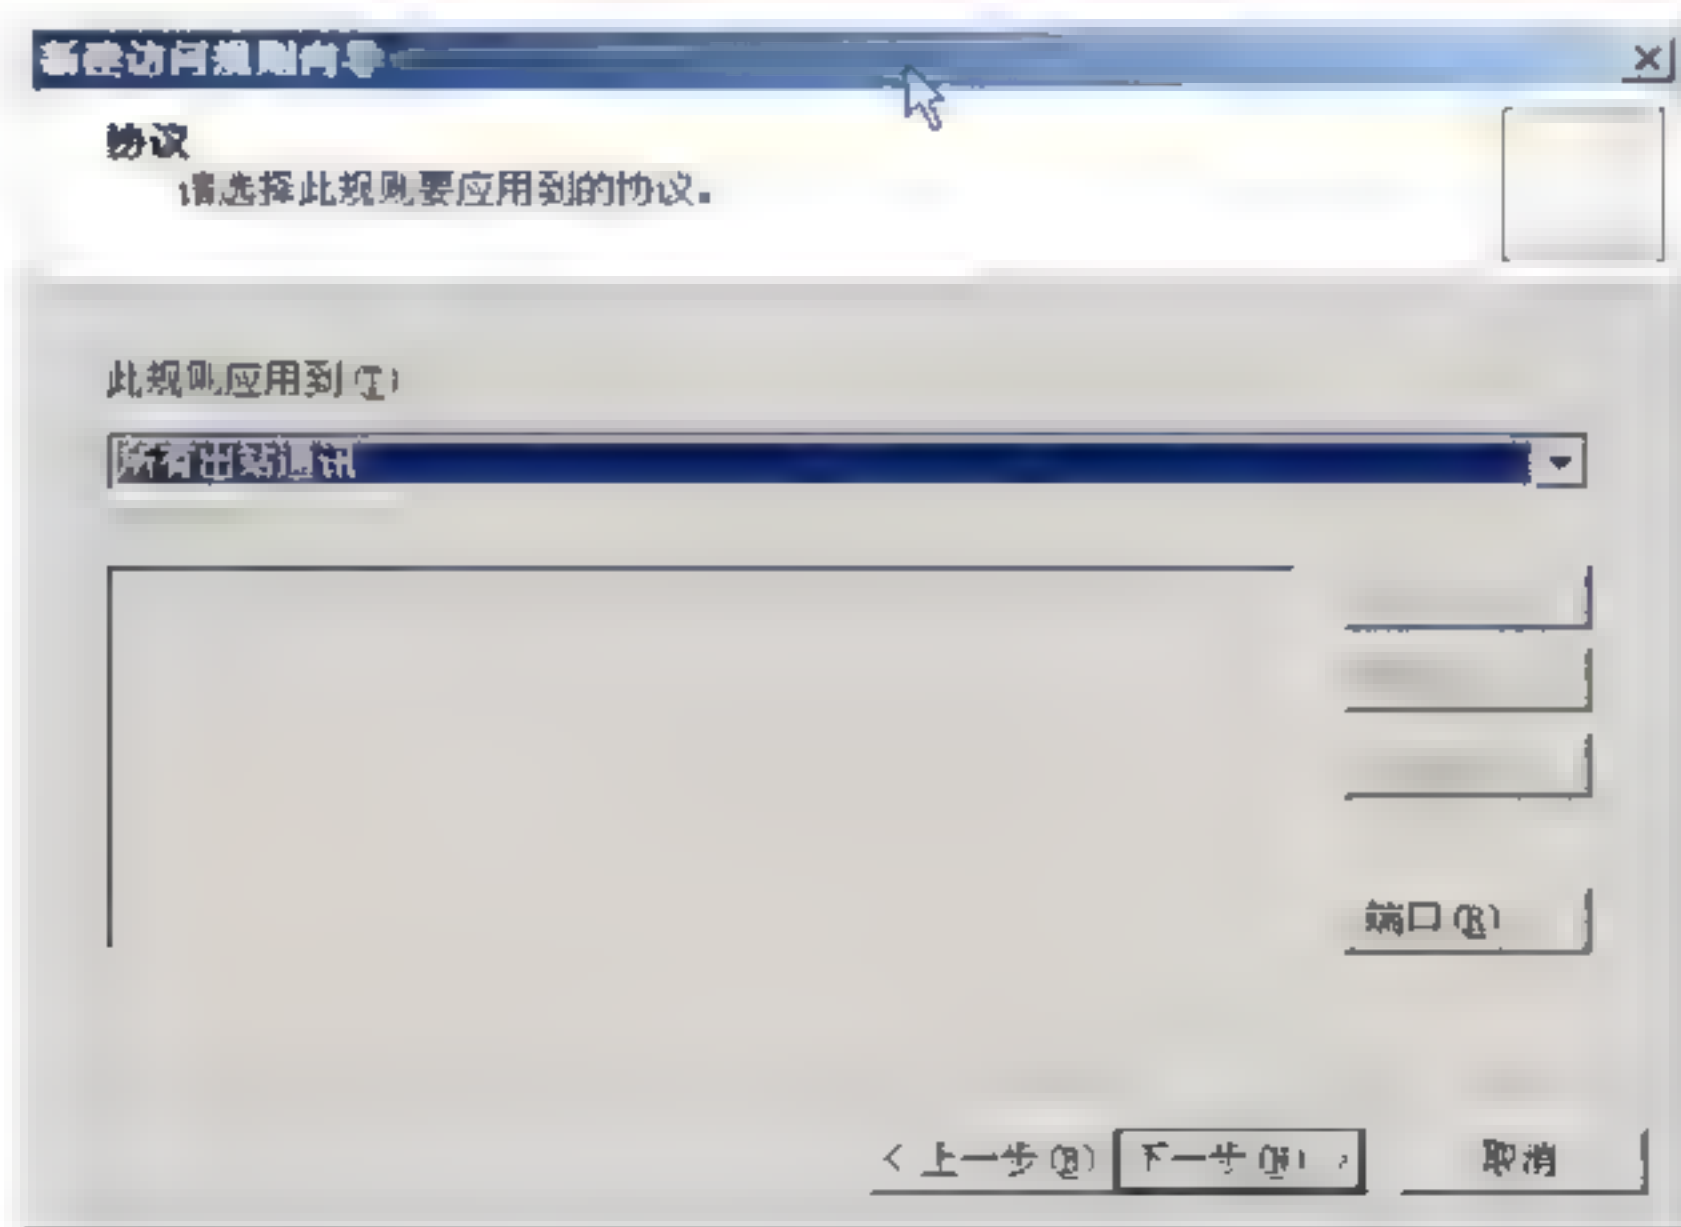 新建访问规则向导
协议
请选择此规则要应用到的协议。
此规则应用到(T)
所有出站通讯
端口(R)
< 上一步(B) 下一步(N) > 取消